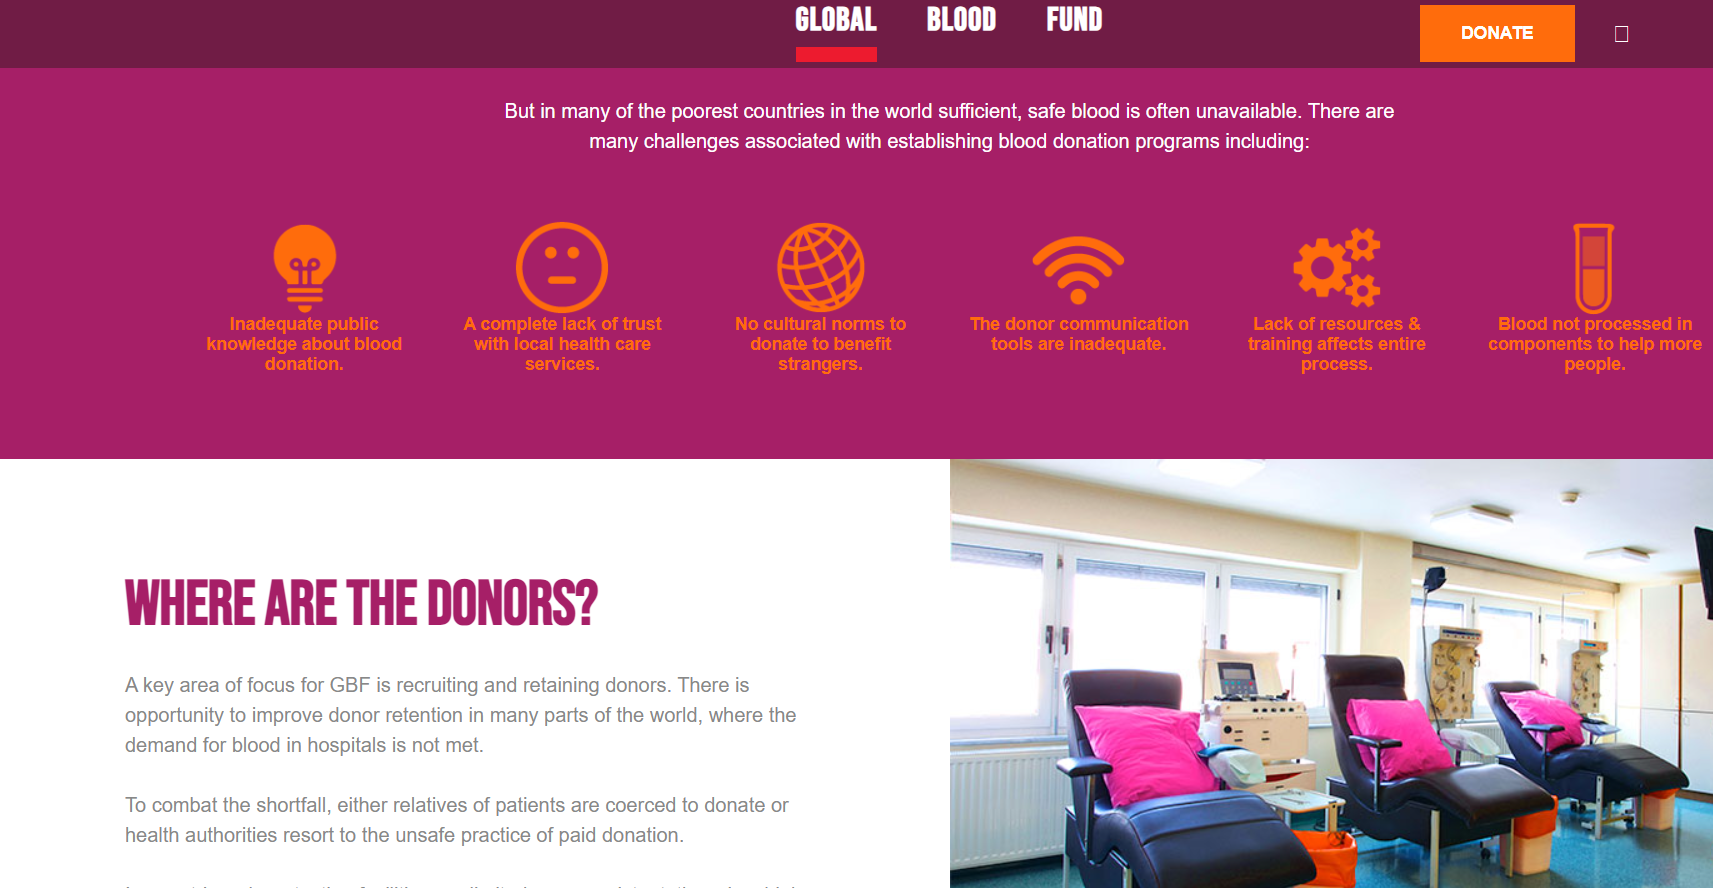 GLOBAL BLOOD FUND
DONATE
But in many of the poorest countries in the world sufficient, safe blood is often unavailable. There are
many challenges associated with establishing blood donation programs including:
Inadequate public
knowledge about blood
donation.
A complete lack of trust
with local health care
services.
No cultural norms to
donate to benefit
strangers.
The donor communication
tools are inadequate.
Lack of resources &
training affects entire
process.
Blood not processed in
components to help more
people.
WHERE ARE THE DONORS?
A key area of focus for GBF is recruiting and retaining donors. There is
opportunity to improve donor retention in many parts of the world, where the
demand for blood in hospitals is not met.
To combat the shortfall, either relatives of patients are coerced to donate or
health authorities resort to the unsafe practice of paid donation.